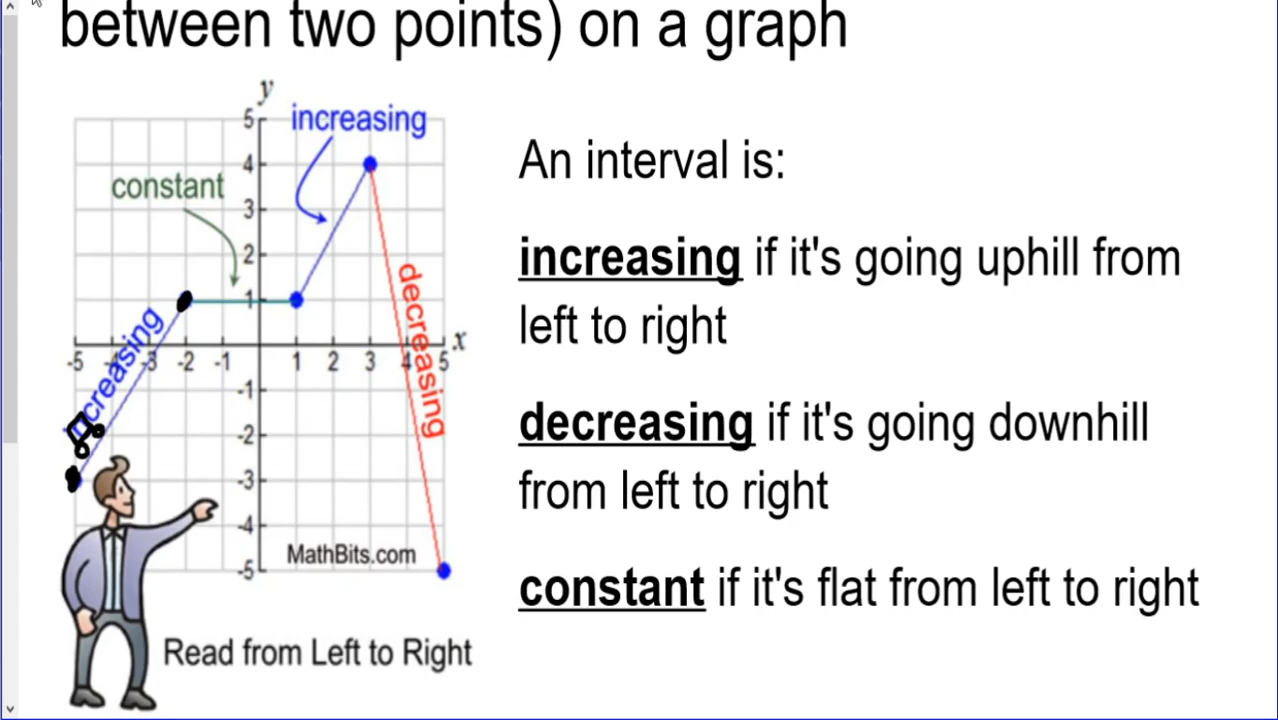 between two points) on a graph
y
5
increasing
4
constant
3
2
1
increasing
x
-5
-4
-3
-2
-1
1
2
3
4
5
decreasing
-1
-2
-3
-4
MathBits.com
-5
Read from Left to Right
An interval is:
increasing if it's going uphill from
left to right
decreasing if it's going downhill
from left to right
constant if it's flat from left to right